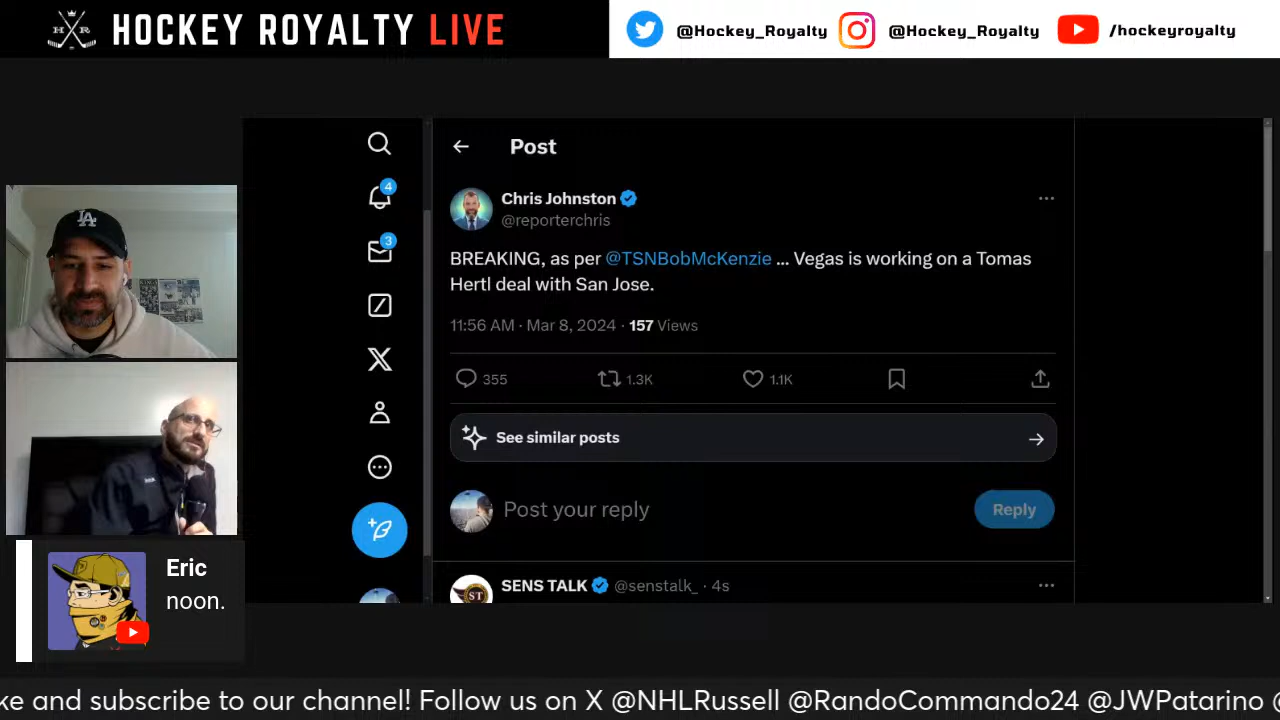 HOCKEY ROYALTY LIVE
@Hockey_Royalty
@Hockey_Royalty
/hockeyroyalty
Post
4
3
Chris Johnston
@reporterchris
BREAKING, as per @TSNBobMcKenzie ... Vegas is working on a Tomas
Hertl deal with San Jose.
11:56 AM · Mar 8, 2024 · 157 Views
355
1.3K
1.1K
See similar posts
Post your reply
Reply
SENS TALK @senstalk_ · 4s
LA
Eric
noon.
ke and subscribe to our channel! Follow us on X @NHLRussell @RandoCommando24 @JWPatarino @